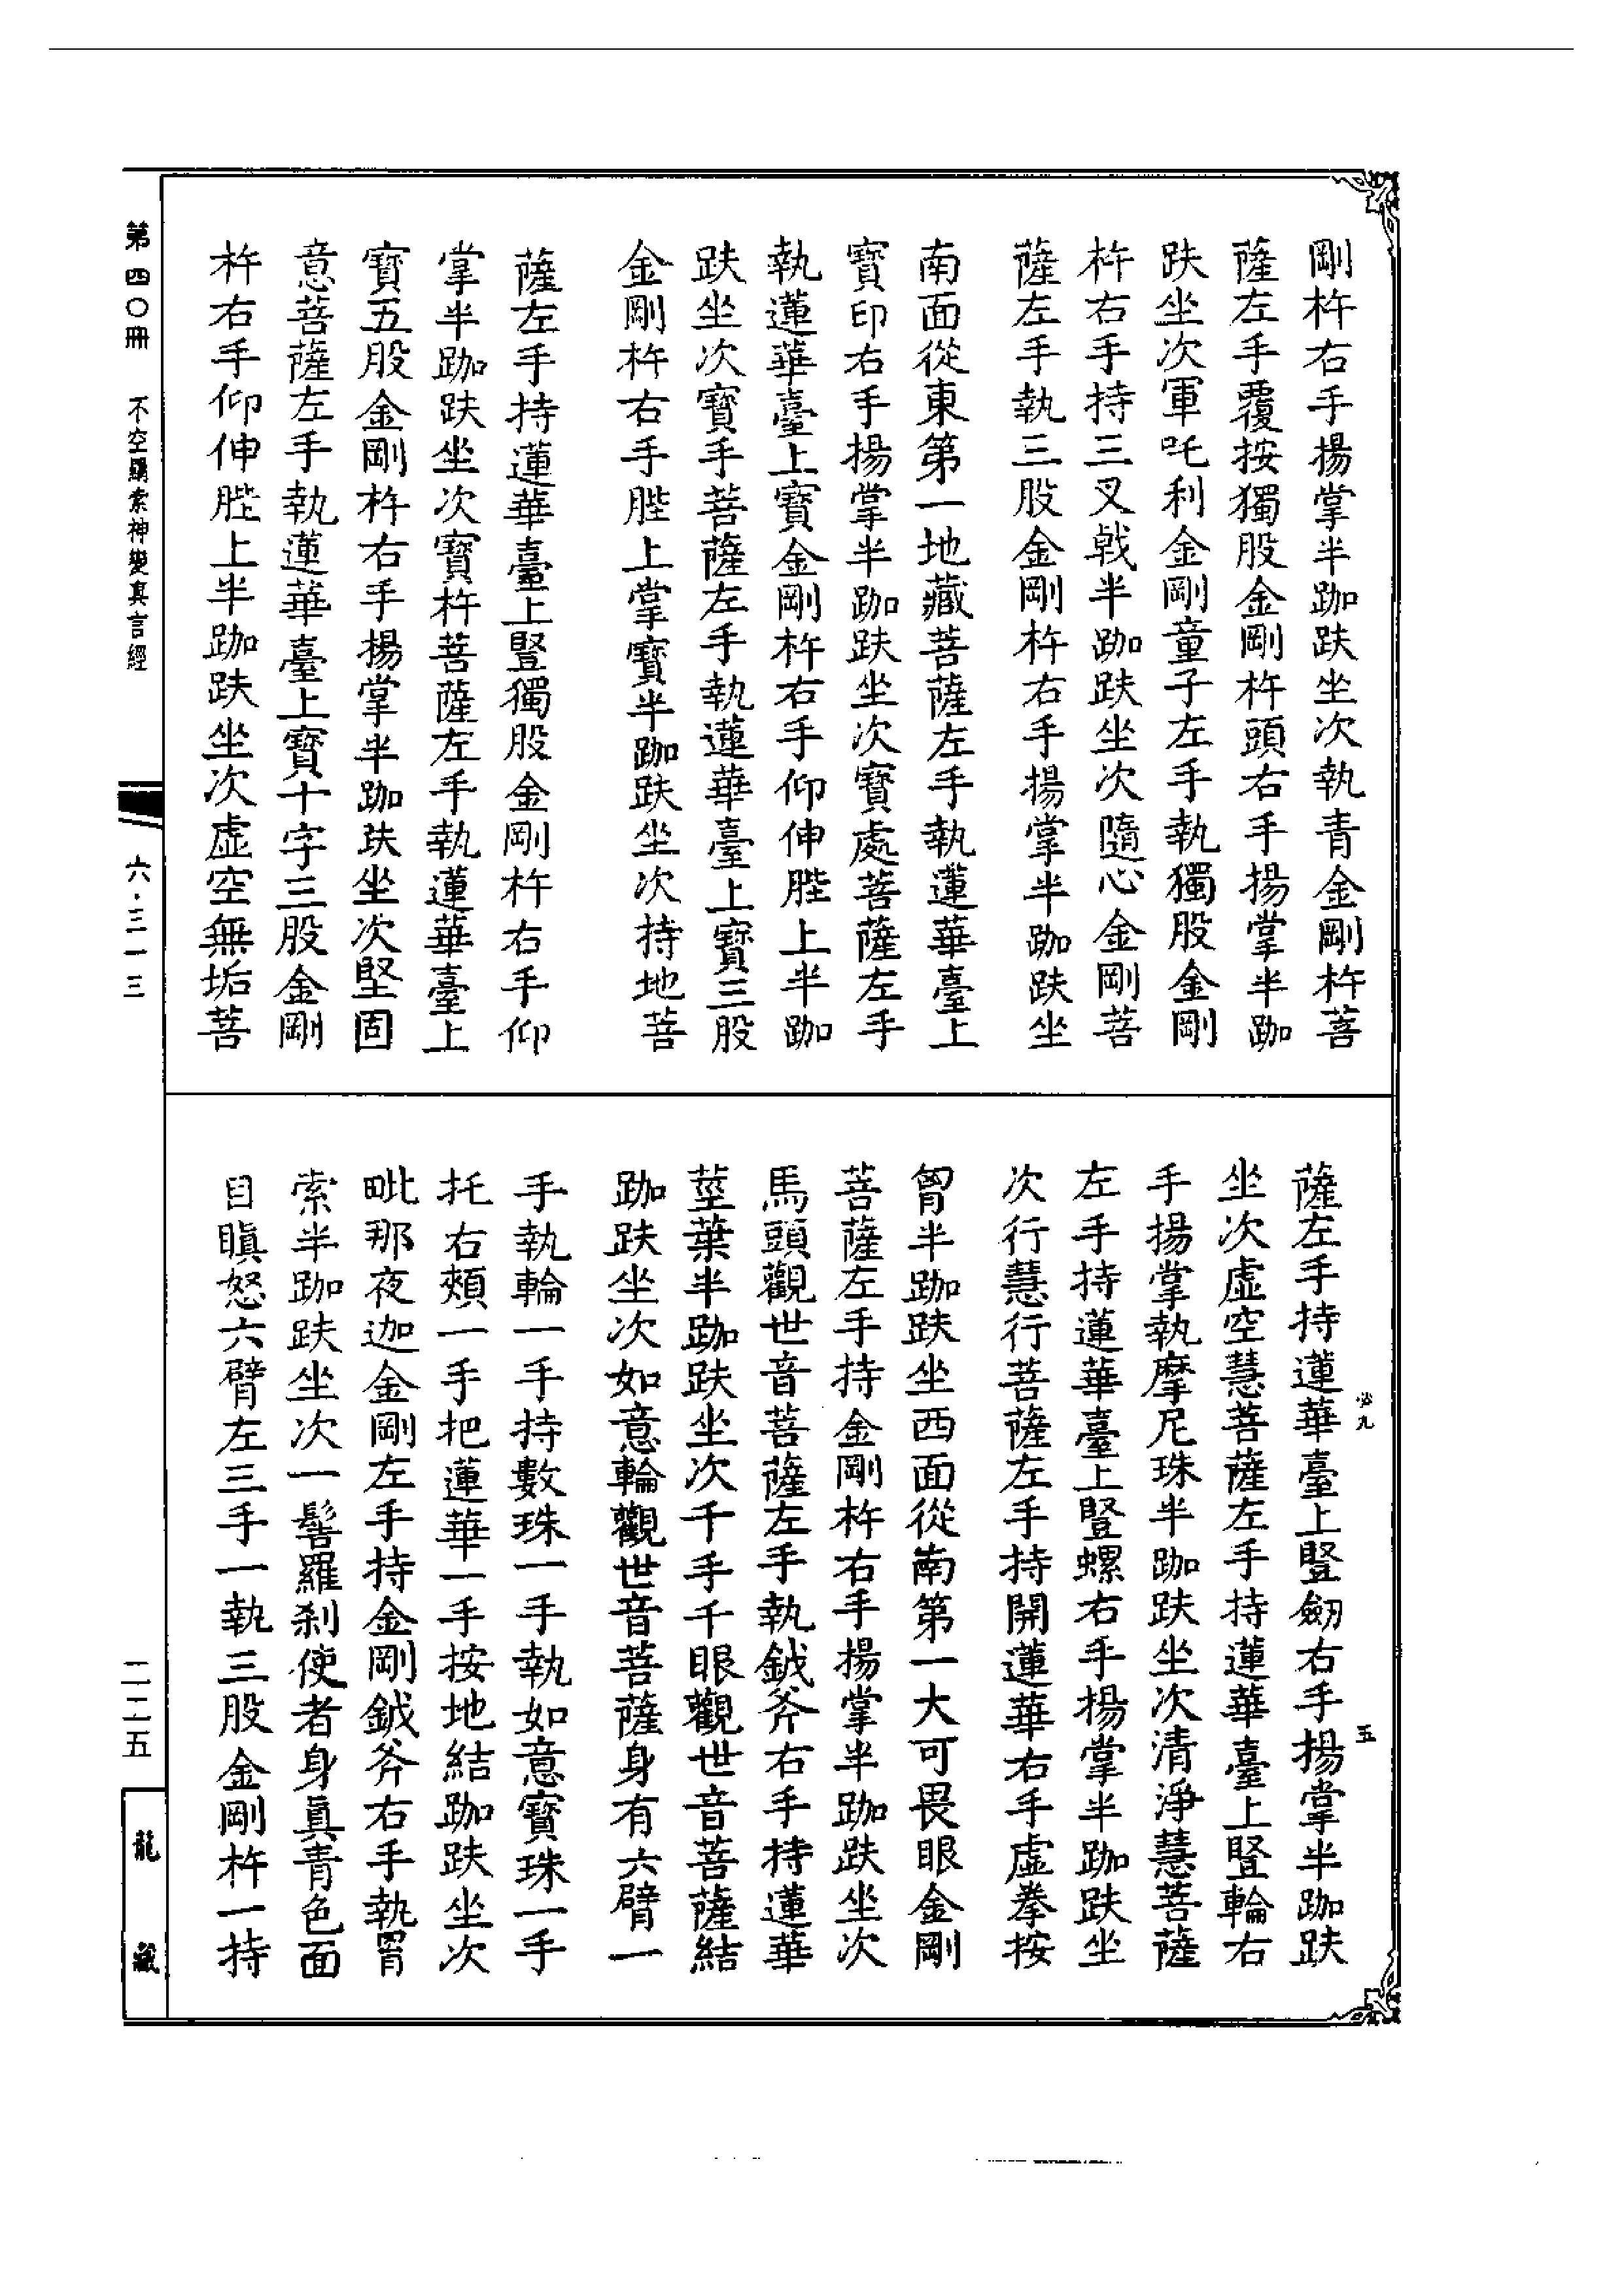 剛杵右手揚掌半跏趺坐次執青金剛杵菩
薩左手覆按獨股金剛杵頭右手揚掌半跏
趺坐次軍吒利金剛童子左手執獨股金剛
杵右手持三叉戟半跏趺坐次隨心金剛菩
薩左手執三股金剛杵右手揚掌半跏趺坐
南面從東第一地藏菩薩左手執蓮華臺上
寶印右手揚掌半跏趺坐次寶處菩薩左手
執蓮華臺上寶金剛杵右手仰伸䏶上半跏
趺坐次寶手菩薩左手執蓮華臺上寶三股
金剛杵右手䏶上掌寶半跏趺坐次持地菩
薩左手持蓮華臺上豎獨股金剛杵右手仰
掌半跏趺坐次寶杵菩薩左手執蓮華臺上
寶五股金剛杵右手揚掌半跏趺坐次堅固
意菩薩左手執蓮華臺上寶十字三股金剛
杵右手仰伸䏶上半跏趺坐次虛空無垢菩
薩左手持蓮華臺上豎劒右手揚掌半跏趺
坐次虛空慧菩薩左手持蓮華臺上豎輪右
手揚掌執摩尼珠半跏趺坐次清淨慧菩薩
左手持蓮華臺上豎螺右手揚掌半跏趺坐
次行慧行菩薩左手持開蓮華右手虛拳按
胷半跏趺坐西面從南第一大可畏眼金剛
菩薩左手持金剛杵右手揚掌半跏趺坐次
馬頭觀世音菩薩左手執鉞斧右手持蓮華
莖葉半跏趺坐次千手千眼觀世音菩薩結
跏趺坐次如意輪觀世音菩薩身有六臂一
手執輪一手持數珠一手執如意寶珠一手
托右頰一手把蓮華一手按地結跏趺坐次
毗那夜迦金剛左手持金剛鉞斧右手執罥
索半跏趺坐次一髻羅剎使者身真青色面
目瞋怒六臂左三手一執三股金剛杵一持
必九
五
第四〇冊 不空羂索神變真言經
六·三一三
二二五
龍藏